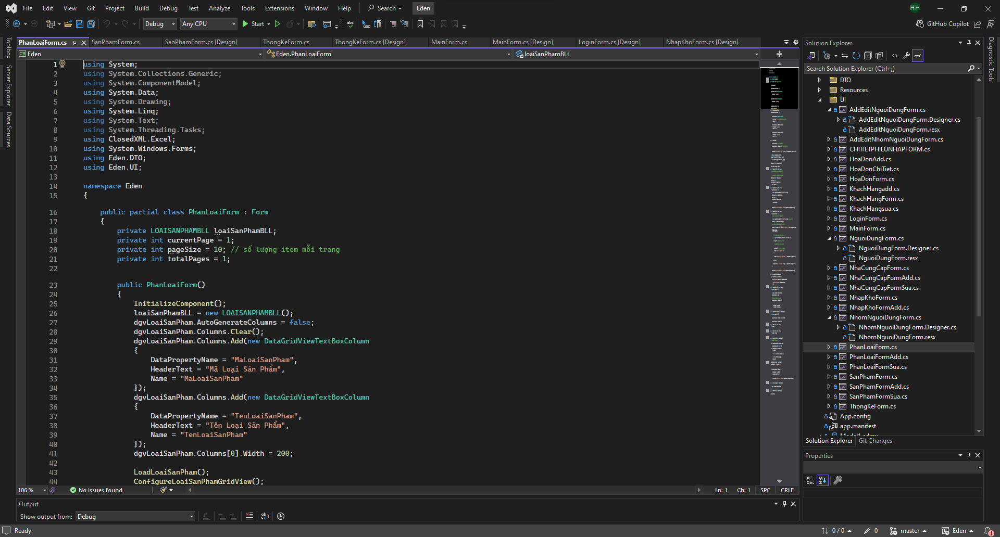 File Edit View Git Project Build Debug Test Analyze Tools Extensions Window Help Search Eden HH
Debug Any CPU Start GitHub Copilot
Toolbox
Server Explorer
Data Sources
PhanLoaiForm.cs SanPhamForm.cs SanPhamForm.cs [Design] ThongKeForm.cs ThongKeForm.cs [Design] MainForm.cs MainForm.cs [Design] LoginForm.cs [Design] NhapKhoForm.cs [Design]
Eden Eden.PhanLoaiForm loaiSanPhamBLL
1 using System;
2 using System.Collections.Generic;
3 using System.ComponentModel;
4 using System.Data;
5 using System.Drawing;
6 using System.Linq;
7 using System.Text;
8 using System.Threading.Tasks;
9 using ClosedXML.Excel;
10 using System.Windows.Forms;
11 using Eden.DTO;
12 using Eden.UI;
13
14 namespace Eden
15 {
16 public partial class PhanLoaiForm : Form
17 {
18 private LOAISANPHAMBLL loaiSanPhamBLL;
19 private int currentPage = 1;
20 private int pageSize = 10; // số lượng item mỗi trang
21 private int totalPages = 1;
22
23 public PhanLoaiForm()
24 {
25 InitializeComponent();
26 loaiSanPhamBLL = new LOAISANPHAMBLL();
27 dgvLoaiSanPham.AutoGenerateColumns = false;
28 dgvLoaiSanPham.Columns.Clear();
29 dgvLoaiSanPham.Columns.Add(new DataGridViewTextBoxColumn
30 {
31 DataPropertyName = "MaLoaiSanPham",
32 HeaderText = "Mã Loại Sản Phẩm",
33 Name = "MaLoaiSanPham"
34 });
35 dgvLoaiSanPham.Columns.Add(new DataGridViewTextBoxColumn
36 {
37 DataPropertyName = "TenLoaiSanPham",
38 HeaderText = "Tên Loại Sản Phẩm",
39 Name = "TenLoaiSanPham"
40 });
41 dgvLoaiSanPham.Columns[0].Width = 200;
42
43 LoadLoaiSanPham();
44 ConfigureLoaiSanPhamGridView();
106 % No issues found Ln: 1 Ch: 1 SPC CRLF
Output
Show output from: Debug
Solution Explorer
Search Solution Explorer (Ctrl+;)
DTO
Resources
UI
AddEditNguoiDungForm.cs
AddEditNguoiDungForm.Designer.cs
AddEditNguoiDungForm.resx
AddEditNhomNguoiDungForm.cs
CHITIETPHIEUNHAPFORM.cs
HoaDonAdd.cs
HoaDonChiTiet.cs
HoaDonForm.cs
KhachHangadd.cs
KhachHangForm.cs
KhachHangsua.cs
LoginForm.cs
MainForm.cs
NguoiDungForm.cs
NguoiDungForm.Designer.cs
NguoiDungForm.resx
NhaCungCapForm.cs
NhaCungCapFormAdd.cs
NhaCungCapFormSua.cs
NhapKhoForm.cs
NhapKhoFormAdd.cs
NhomNguoiDungForm.cs
NhomNguoiDungForm.Designer.cs
NhomNguoiDungForm.resx
PhanLoaiForm.cs
PhanLoaiFormAdd.cs
PhanLoaiFormSua.cs
SanPhamForm.cs
SanPhamFormAdd.cs
SanPhamFormSua.cs
ThongKeForm.cs
App.config
app.manifest
Solution Explorer Git Changes
Properties
Diagnostic Tools
Ready 0 / 0 0 master Eden 1